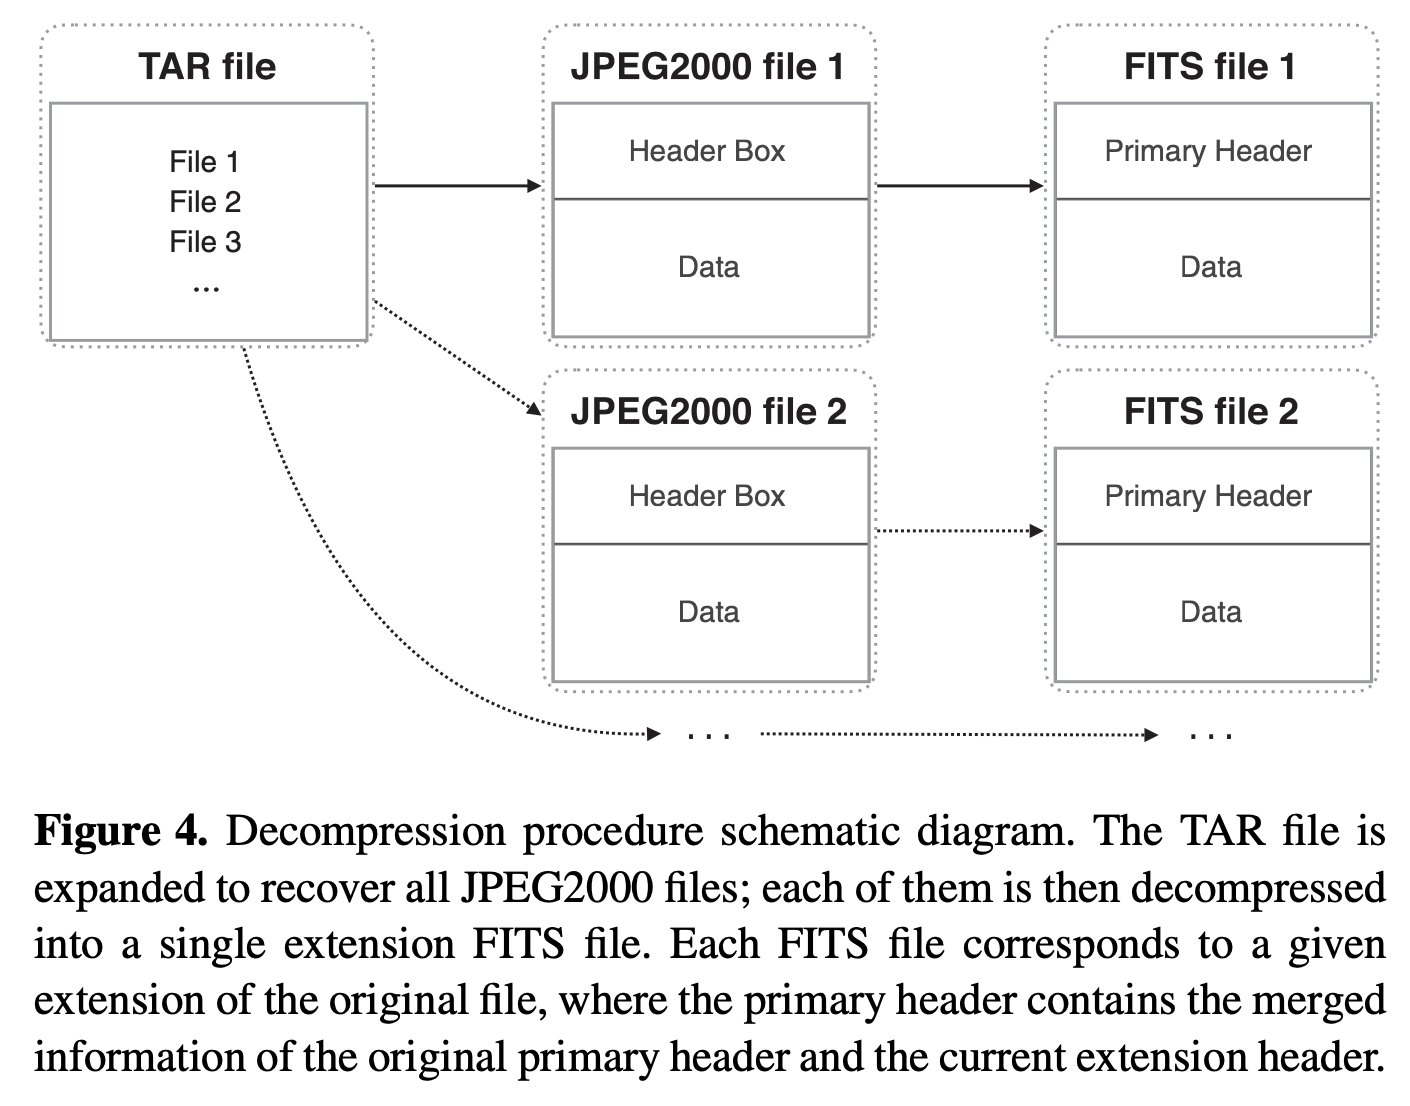 TAR file
File 1
File 2
File 3
...
JPEG2000 file 1
Header Box
Data
FITS file 1
Primary Header
Data
JPEG2000 file 2
Header Box
Data
FITS file 2
Primary Header
Data
...
...
Figure 4. Decompression procedure schematic diagram. The TAR file is
expanded to recover all JPEG2000 files; each of them is then decompressed
into a single extension FITS file. Each FITS file corresponds to a given
extension of the original file, where the primary header contains the merged
information of the original primary header and the current extension header.